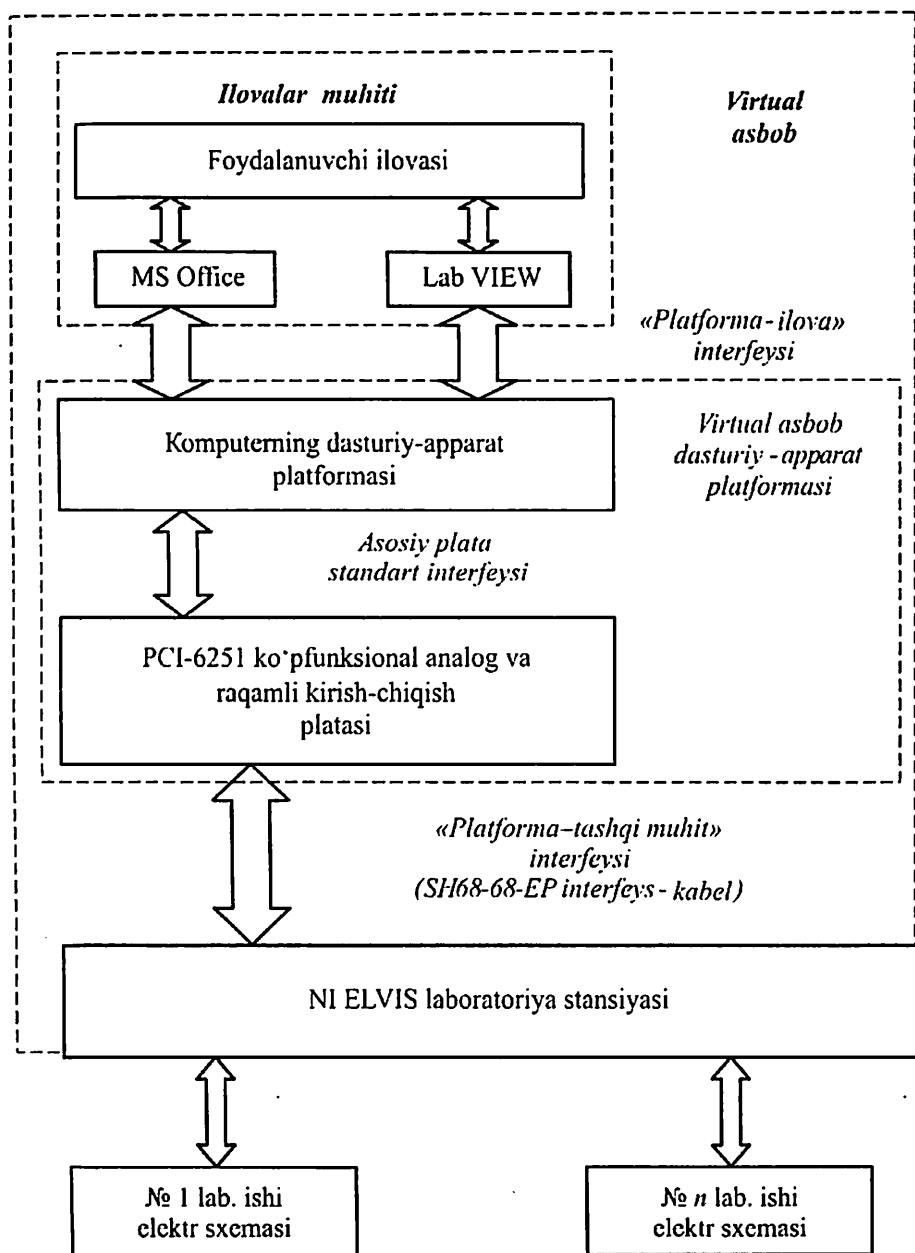 Ilovalar muhiti
Virtual
asbob
Foydalanuvchi ilovasi
MS Office
Lab VIEW
«Platforma-ilova»
interfeysi
Komputerning dasturiy-apparat
platformasi
Virtual asbob
dasturiy-apparat
platformasi
Asosiy plata
standart interfeysi
PCI-6251 ko‘pfunksional analog va
raqamli kirish-chiqish
platasi
«Platforma–tashqi muhit»
interfeysi
(SH68-68-EP interfeys-kabel)
NI ELVIS laboratoriya stansiyasi
№ 1 lab. ishi
elektr sxemasi
№ n lab. ishi
elektr sxemasi